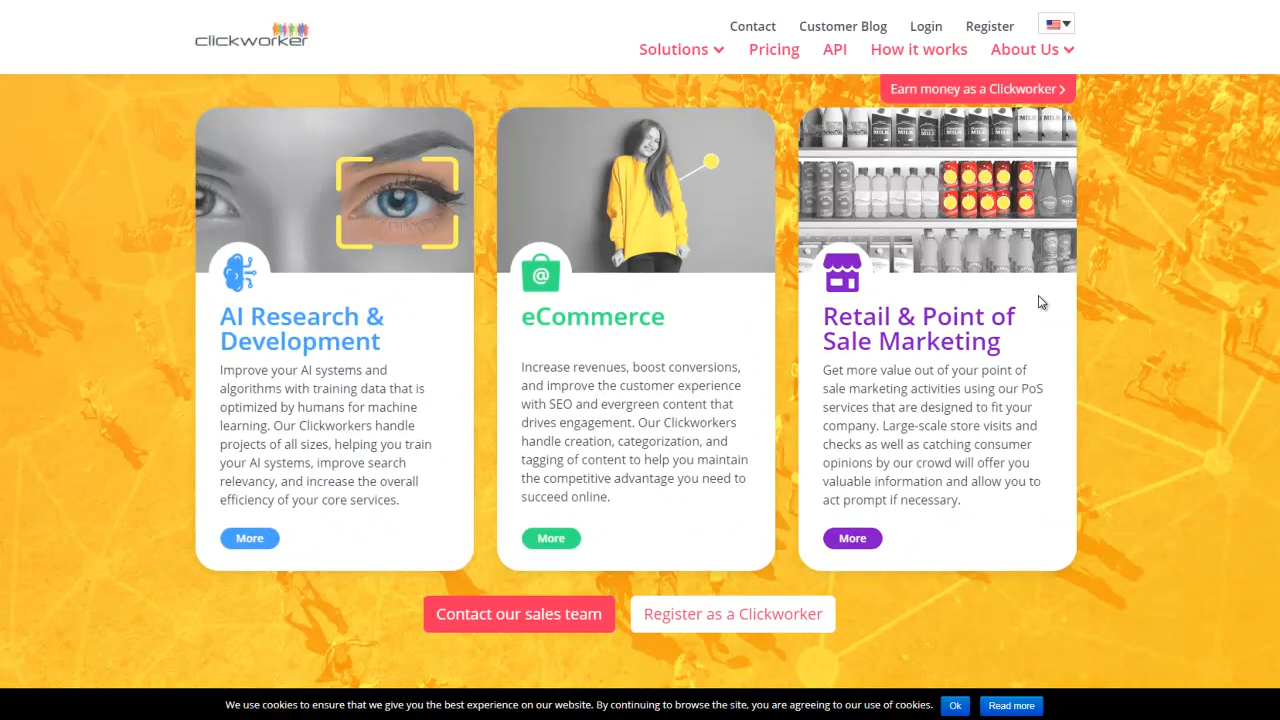 clickworker
Contact Customer Blog Login Register
Solutions Pricing API How it works About Us
Earn money as a Clickworker
AI Research &
Development
Improve your AI systems and
algorithms with training data that is
optimized by humans for machine
learning. Our Clickworkers handle
projects of all sizes, helping you train
your AI systems, improve search
relevancy, and increase the overall
efficiency of your core services.
More
@
eCommerce
Increase revenues, boost conversions,
and improve the customer experience
with SEO and evergreen content that
drives engagement. Our Clickworkers
handle creation, categorization, and
tagging of content to help you maintain
the competitive advantage you need to
succeed online.
More
MILK MILK MILK MILK
Retail & Point of
Sale Marketing
Get more value out of your point of
sale marketing activities using our PoS
services that are designed to fit your
company. Large-scale store visits and
checks as well as catching consumer
opinions by our crowd will offer you
valuable information and allow you to
act prompt if necessary.
More
Contact our sales team
Register as a Clickworker
We use cookies to ensure that we give you the best experience on our website. By continuing to browse the site, you are agreeing to our use of cookies. Ok Read more